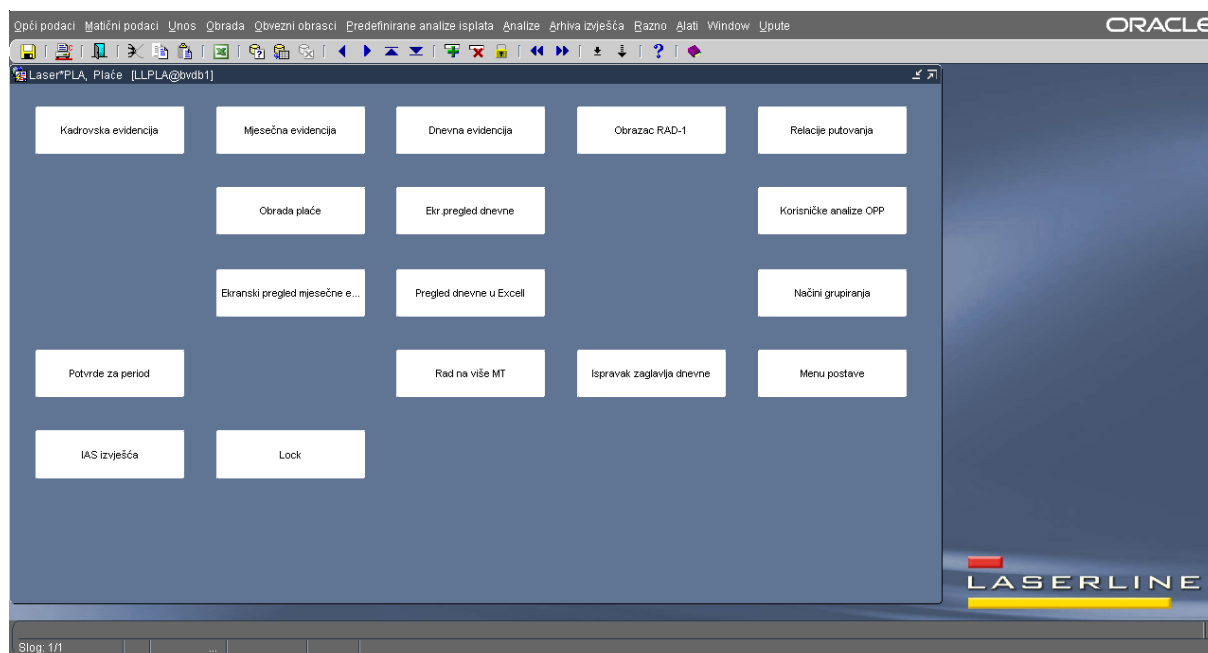 Opći podaci Matični podaci Unos Obrada Obvezni obrasci Predefinirane analize isplata Analize Arhiva izvješća Razno Alati Window Upute ORACLE
Laser*PLA, Plaće [LLPLA@bvdb1]
Kadrovska evidencija Mjesečna evidencija Dnevna evidencija Obrazac RAD-1 Relacije putovanja
Obrada plaće Ekr.pregled dnevne Korisničke analize OPP
Ekranski pregled mjesečne e... Pregled dnevne u Excell Načini grupiranja
Potvrde za period Rad na više MT Ispravak zaglavlja dnevne Menu postave
IAS izvješća Lock
LASERLINE
Slog: 1/1 ...